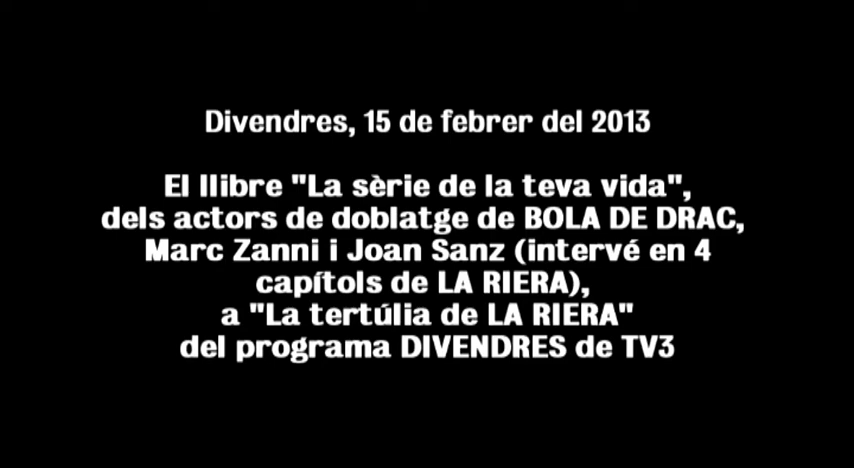 Divendres, 15 de febrer del 2013
El llibre "La sèrie de la teva vida",
dels actors de doblatge de BOLA DE DRAC,
Marc Zanni i Joan Sanz (intervé en 4
capítols de LA RIERA),
a "La tertúlia de LA RIERA"
del programa DIVENDRES de TV3